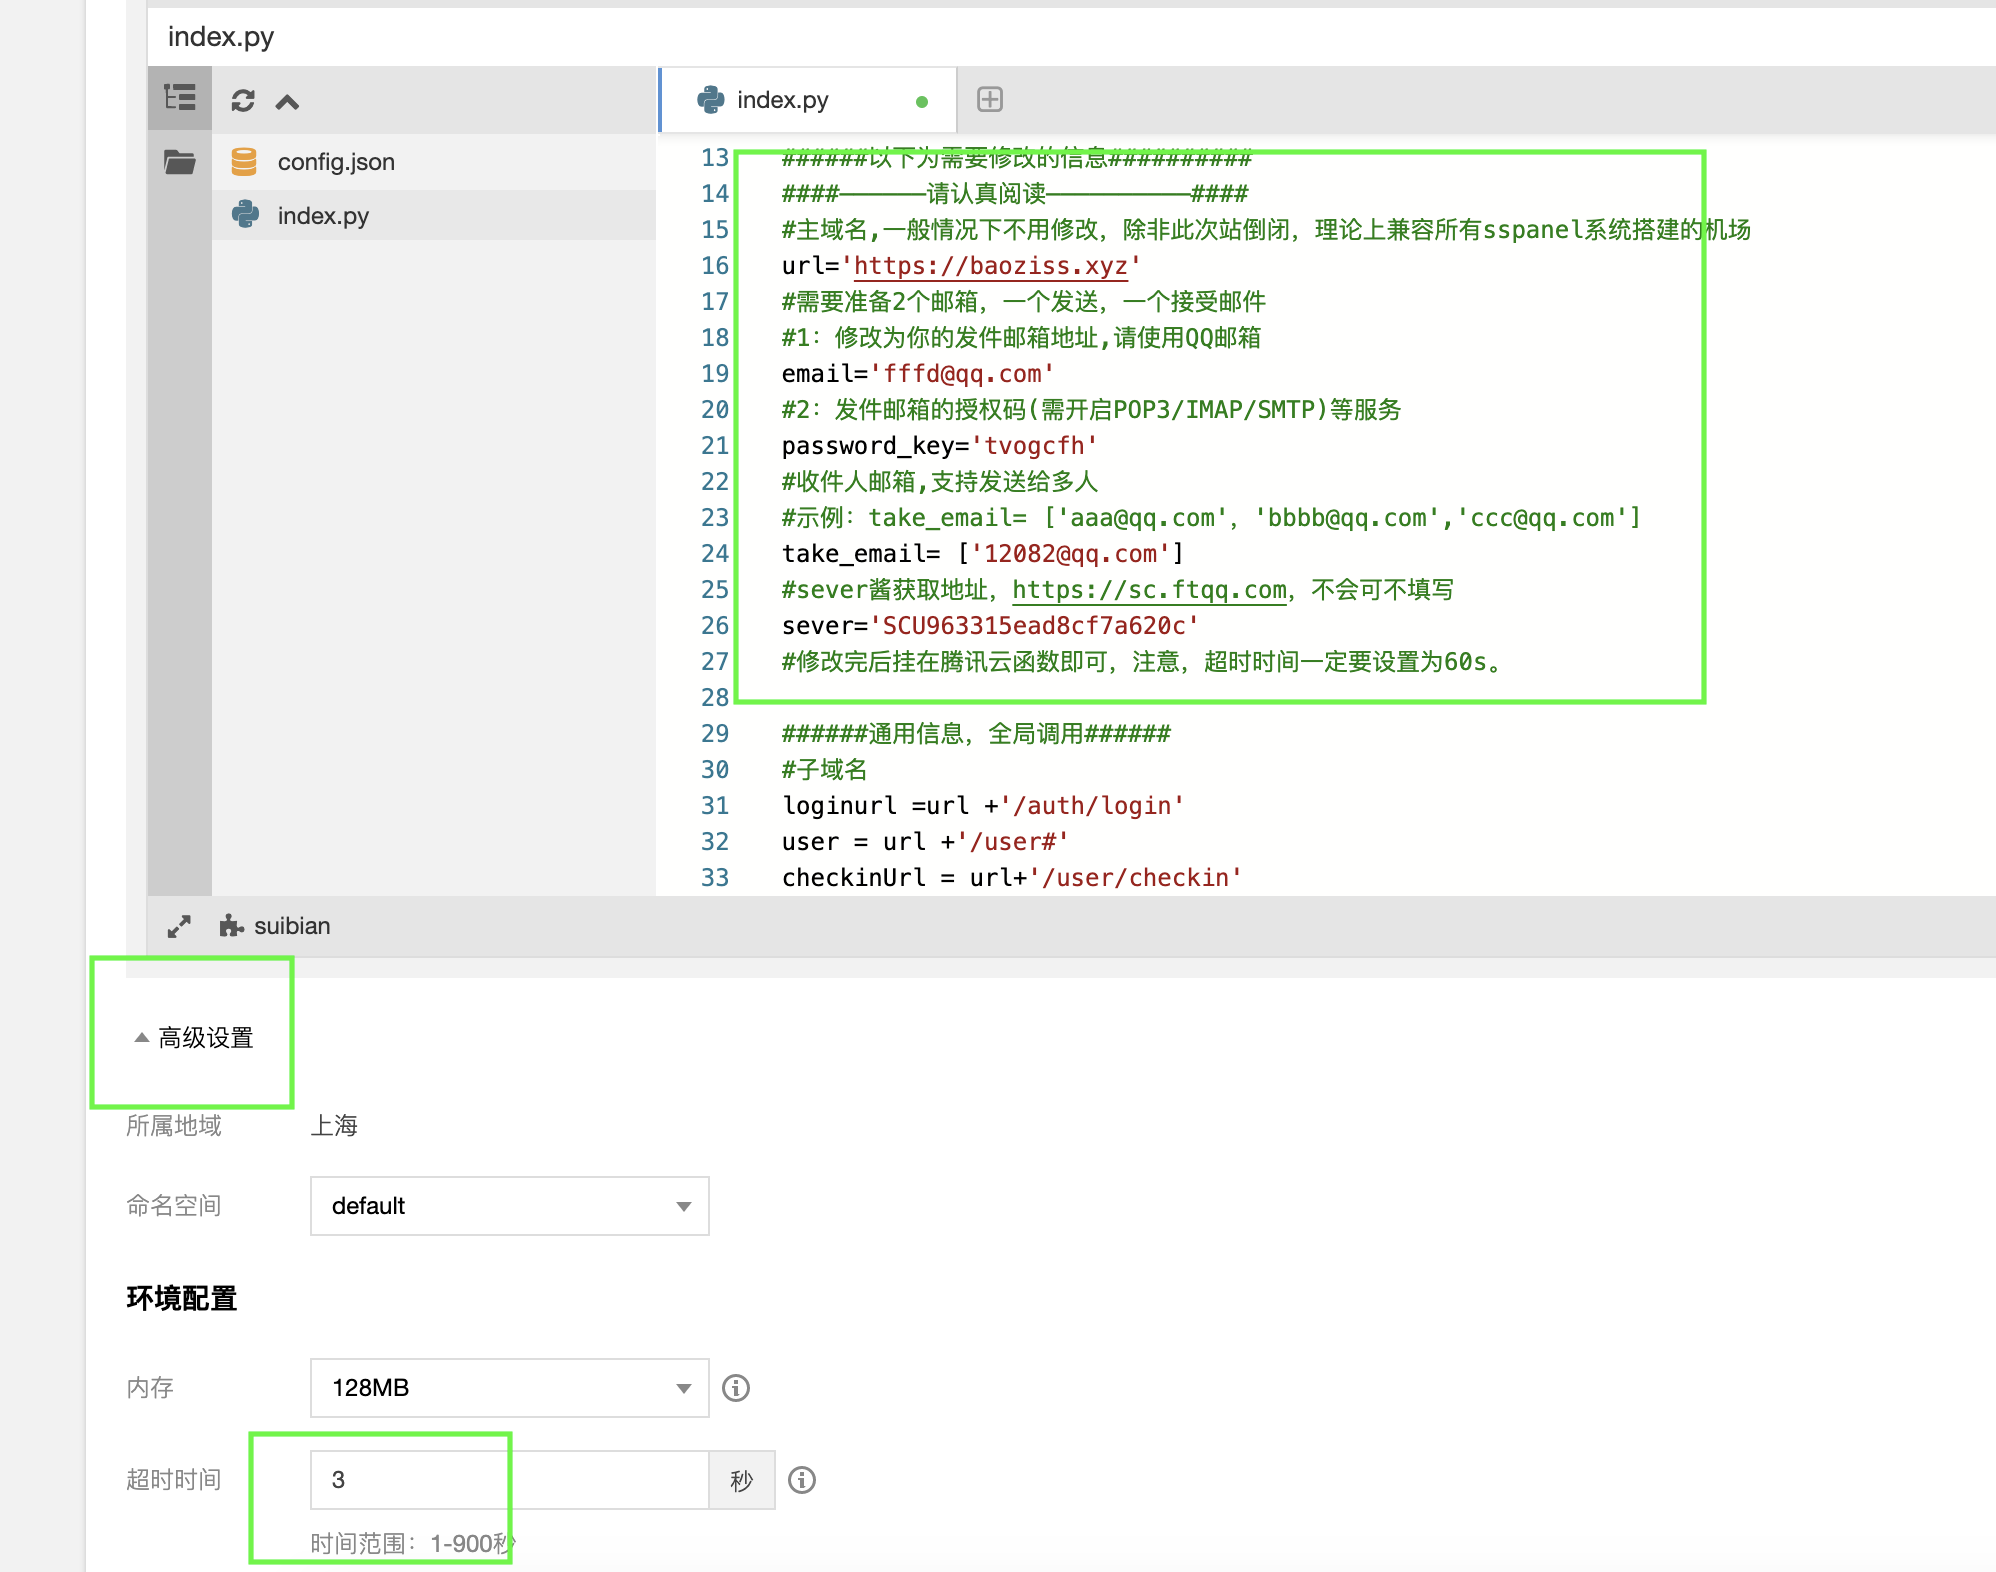 index.py
index.py
config.json
index.py
13 ######以下为需要修改的信息##########
14 ####——————请认真阅读——————————####
15 #主域名,一般情况下不用修改，除非此次站倒闭，理论上兼容所有sspanel系统搭建的机场
16 url='https://baoziss.xyz'
17 #需要准备2个邮箱，一个发送，一个接受邮件
18 #1：修改为你的发件邮箱地址,请使用QQ邮箱
19 email='fffd@qq.com'
20 #2：发件邮箱的授权码(需开启POP3/IMAP/SMTP)等服务
21 password_key='tvogcfh'
22 #收件人邮箱,支持发送给多人
23 #示例：take_email= ['aaa@qq.com'，'bbbb@qq.com','ccc@qq.com']
24 take_email= ['12082@qq.com']
25 #sever酱获取地址，https://sc.ftqq.com，不会可不填写
26 sever='SCU963315ead8cf7a620c'
27 #修改完后挂在腾讯云函数即可，注意，超时时间一定要设置为60s。
28
29 ######通用信息，全局调用######
30 #子域名
31 loginurl =url +'/auth/login'
32 user = url +'/user#'
33 checkinUrl = url+'/user/checkin'
suibian
高级设置
所属地域 上海
命名空间 default
环境配置
内存 128MB
超时时间 3 秒
时间范围：1-900秒